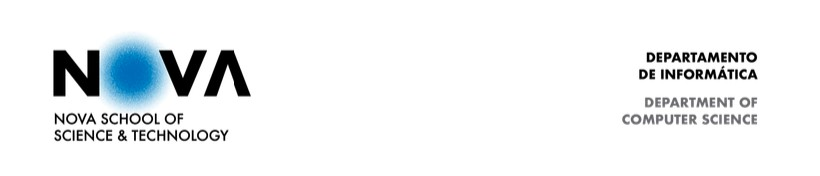 NOVA
NOVA SCHOOL OF
SCIENCE & TECHNOLOGY
DEPARTAMENTO
DE INFORMÁTICA
DEPARTMENT OF
COMPUTER SCIENCE